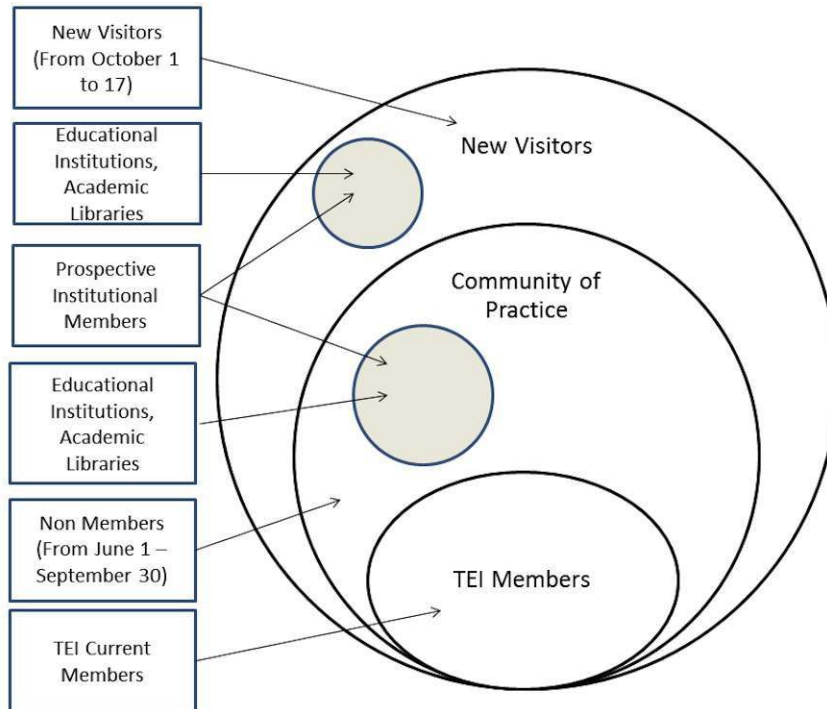 New Visitors
(From October 1
to 17)
Educational
Institutions,
Academic
Libraries
Prospective
Institutional
Members
Educational
Institutions,
Academic
Libraries
Non Members
(From June 1 –
September 30)
TEI Current
Members
New Visitors
Community of
Practice
TEI Members